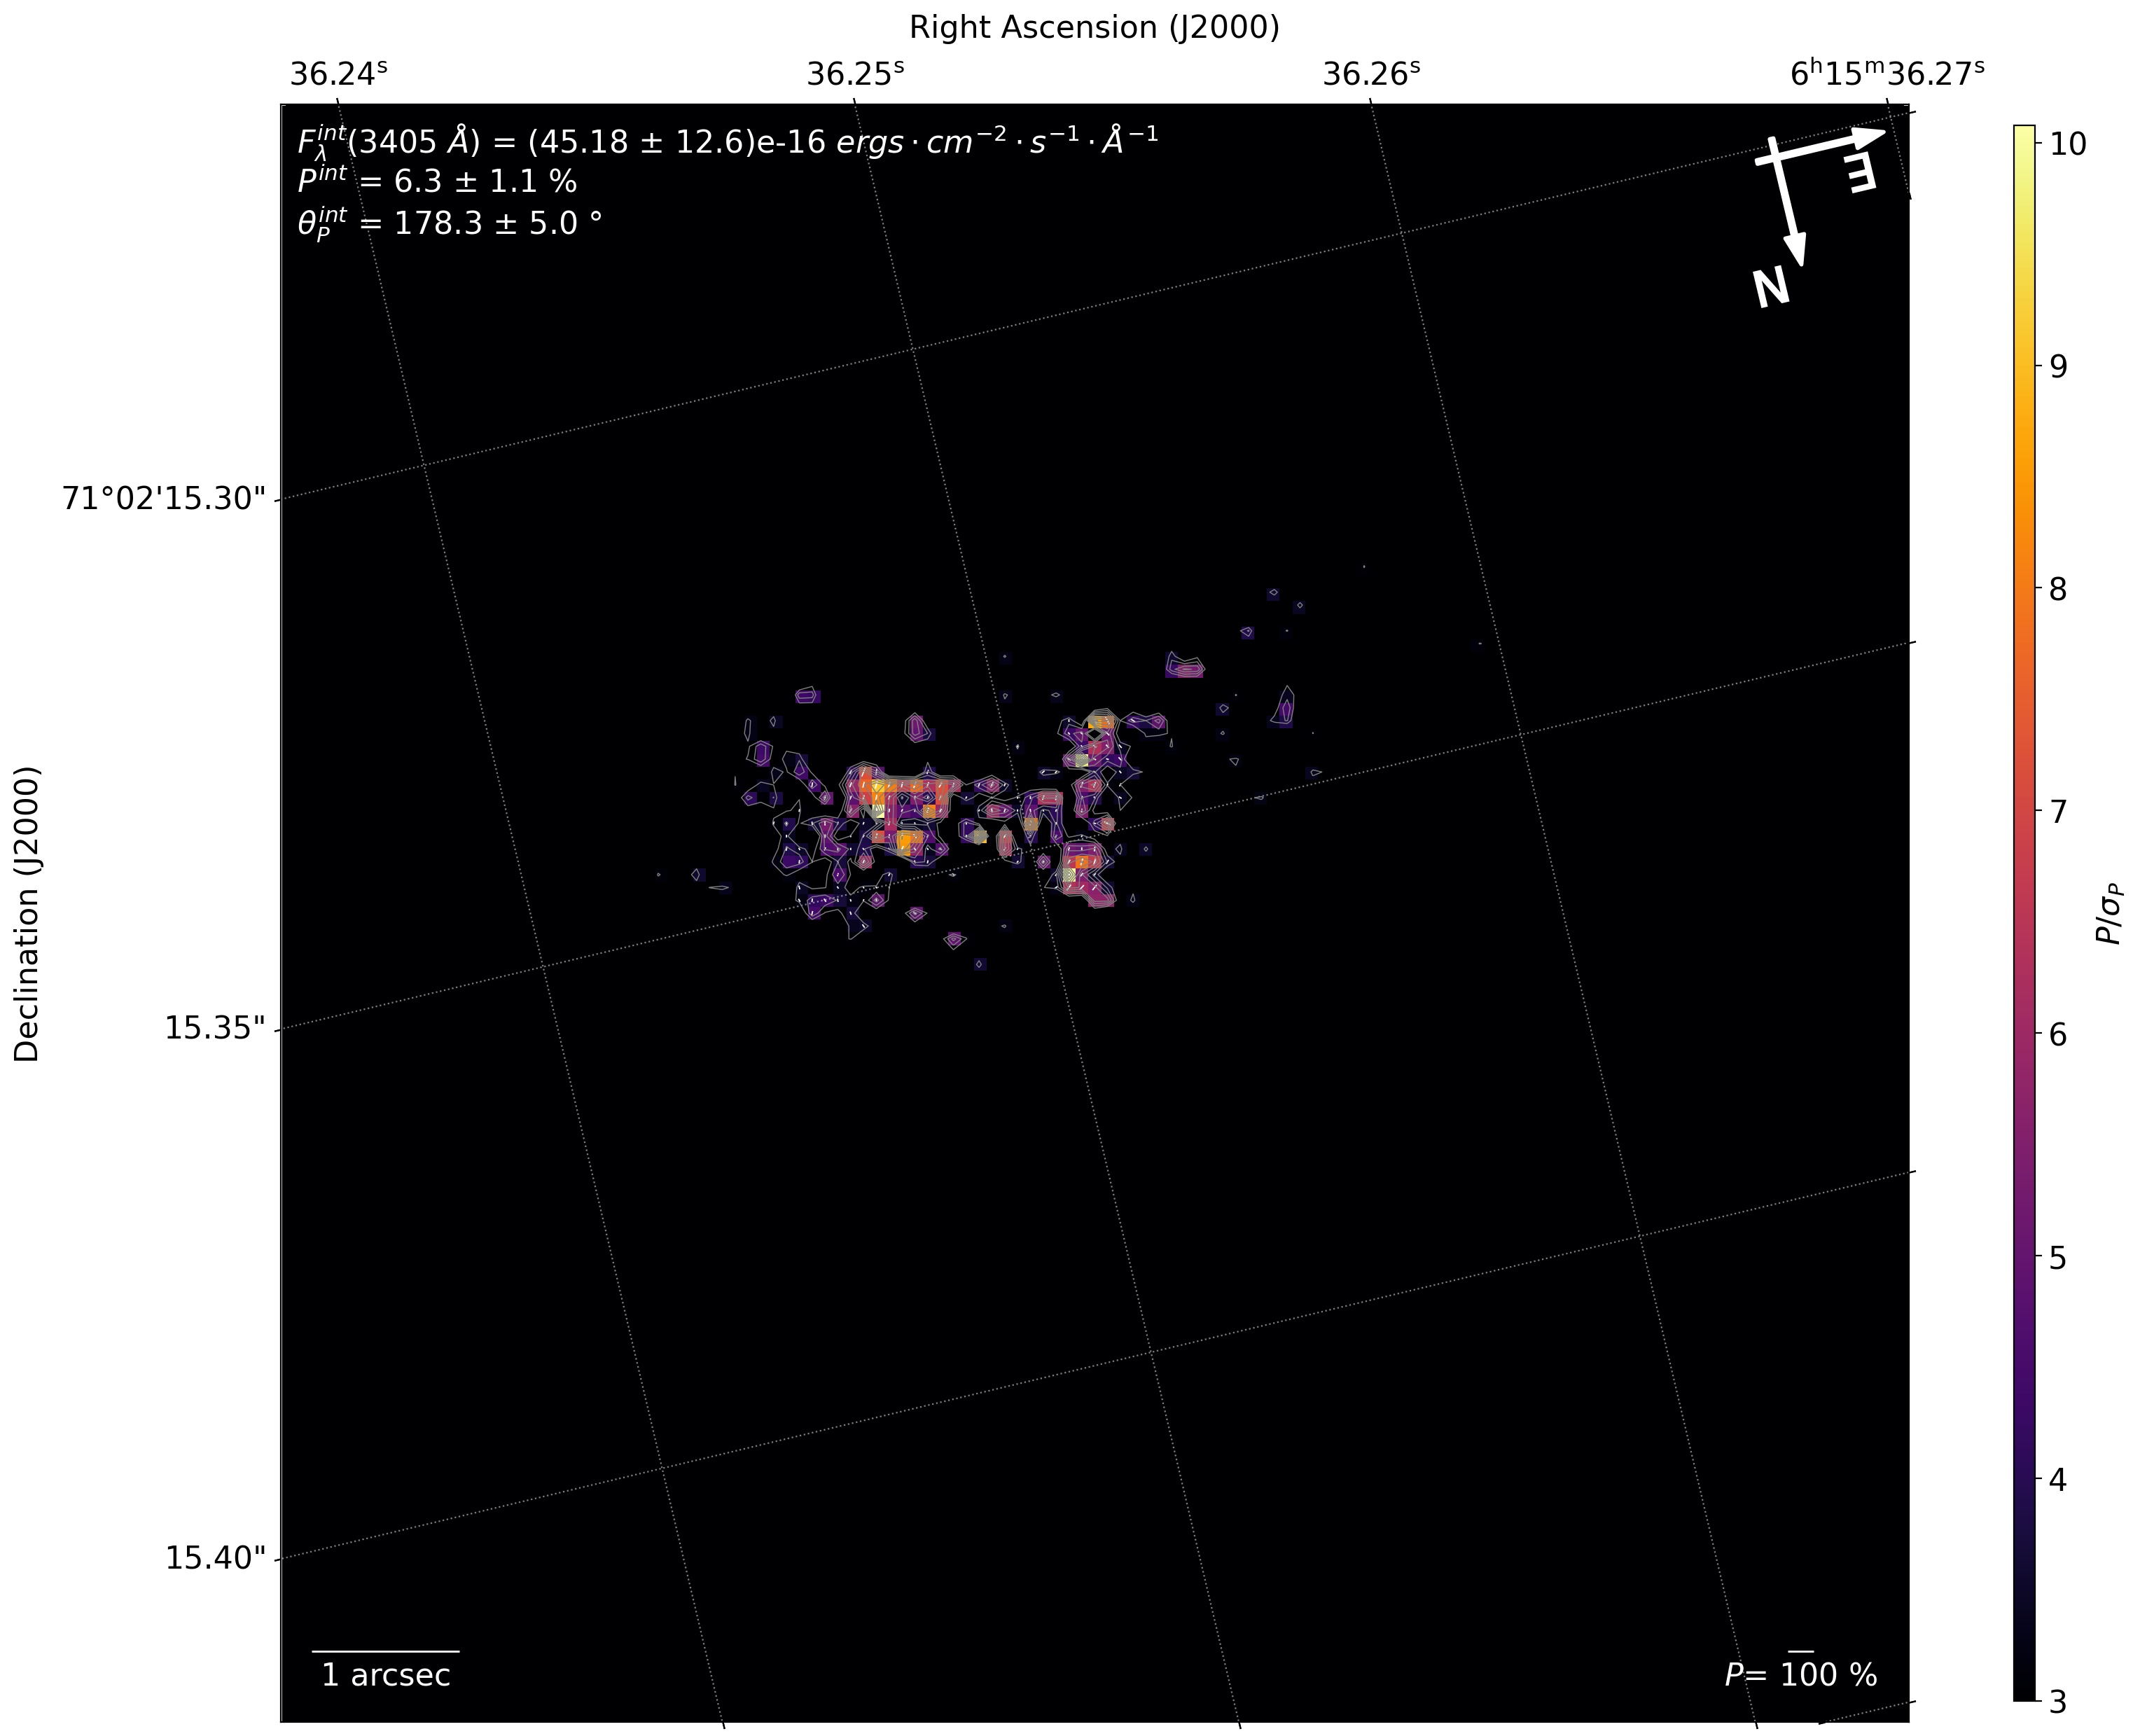 Right Ascension (J2000)
36.24ˢ 36.25ˢ 36.26ˢ 6ʰ15ᵐ36.27ˢ
F_λ^int(3405 Å) = (45.18 ± 12.6)e-16 ergs · cm⁻² · s⁻¹ · Å⁻¹
P^int = 6.3 ± 1.1 %
θ_P^int = 178.3 ± 5.0 °
E
N
71°02'15.30"
15.35"
15.40"
Declination (J2000)
1 arcsec
P= 100 %
10
9
8
7
6
5
4
3
P/σ_P